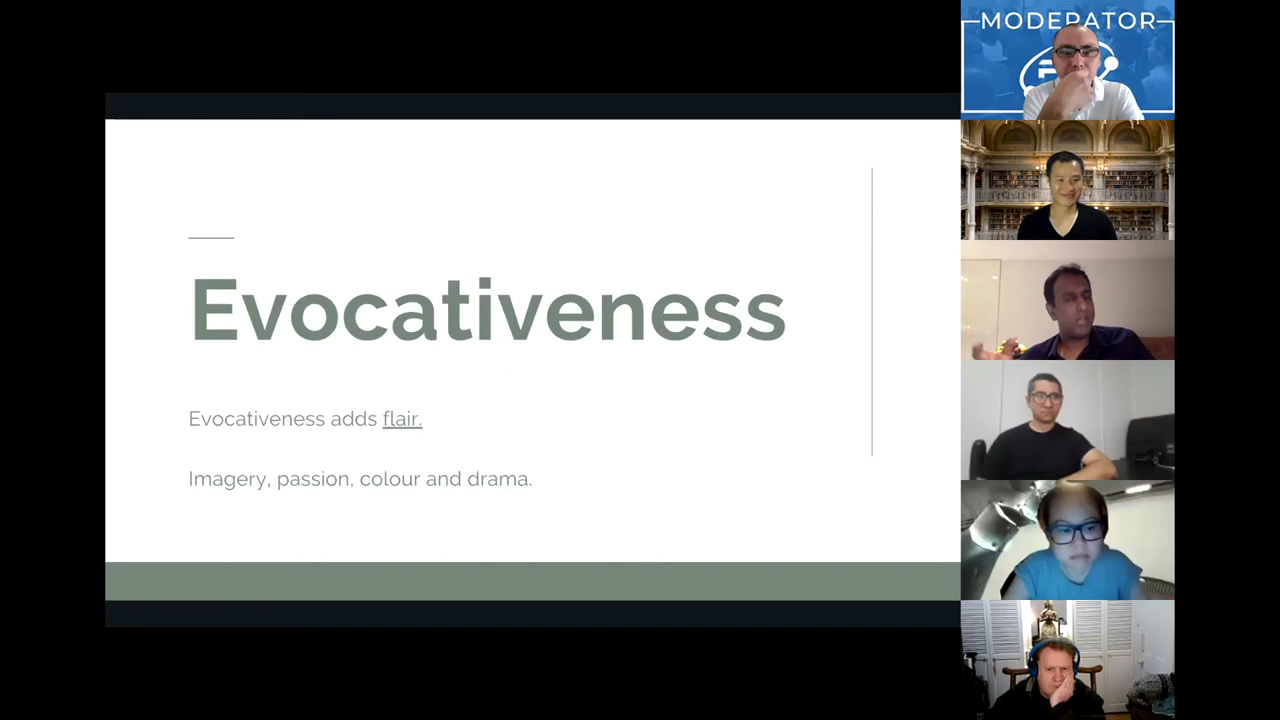 Evocativeness
Evocativeness adds flair.
Imagery, passion, colour and drama.
MODERATOR